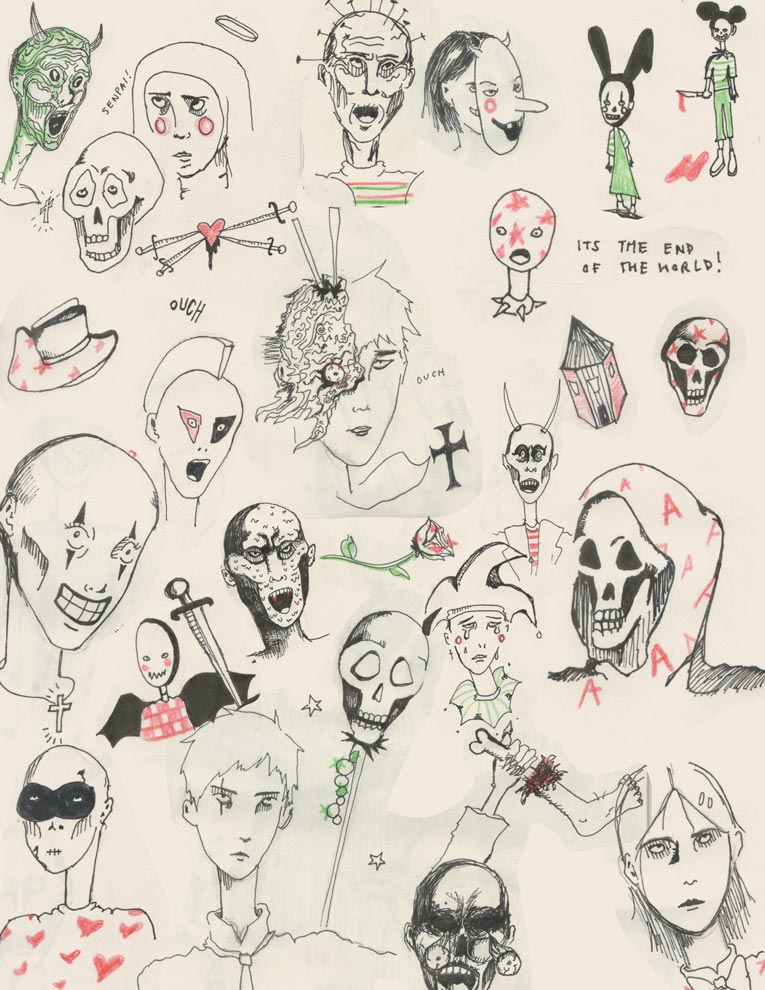 SENPAI!
ITS THE END
OF THE WORLD!
OUCH
OUCH
A A
A
A
A A
A
A A
A